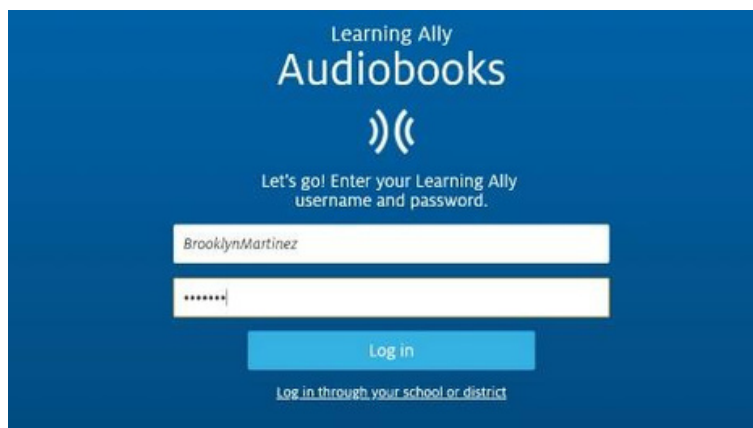 Learning Ally
Audiobooks
Let's go! Enter your Learning Ally
username and password.
BrooklynMartinez
•••••••
Log in
Log in through your school or district